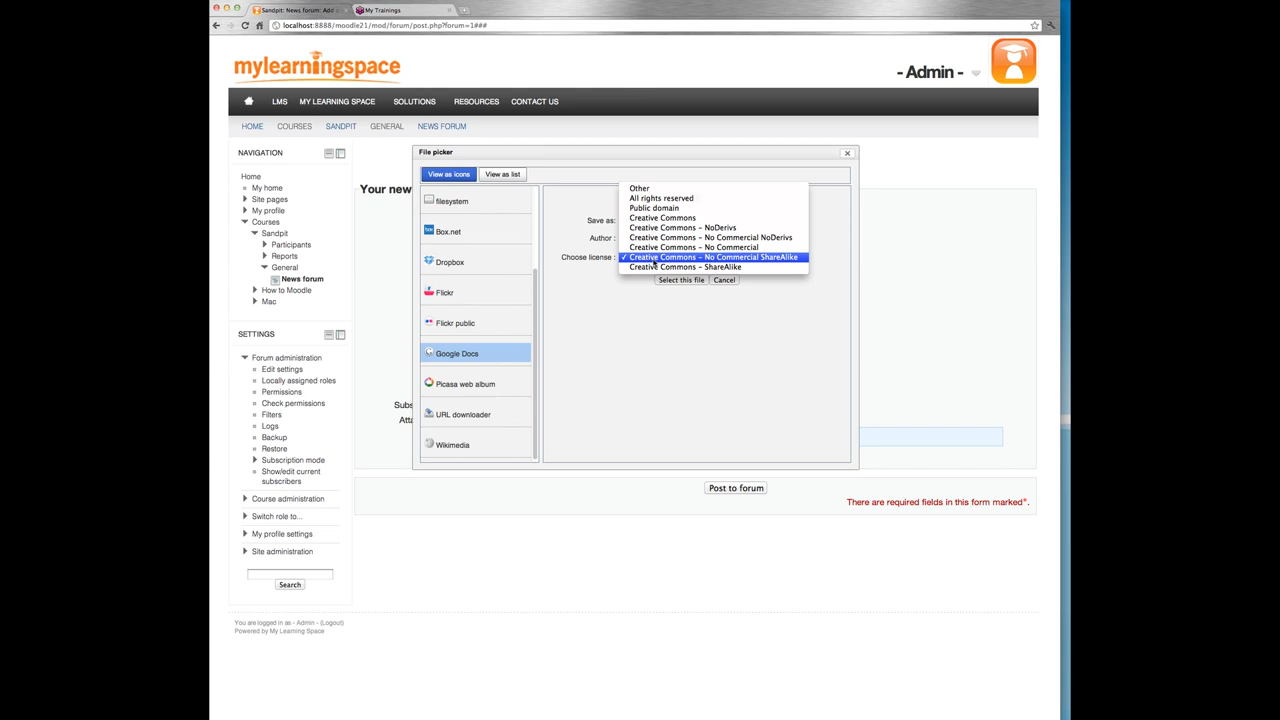 Sandpit: News forum: Add a
My Trainings
localhost:8888/moodle21/mod/forum/post.php?forum=1###
mylearningspace
- Admin -
LMS MY LEARNING SPACE SOLUTIONS RESOURCES CONTACT US
HOME COURSES SANDPIT GENERAL NEWS FORUM
NAVIGATION
Home
My home
Site pages
My profile
Courses
Sandpit
Participants
Reports
General
News forum
How to Moodle
Mac
SETTINGS
Forum administration
Edit settings
Locally assigned roles
Permissions
Check permissions
Filters
Logs
Backup
Restore
Subscription mode
Show/edit current
subscribers
Course administration
Switch role to...
My profile settings
Site administration
Search
Your new
Subs
Atta
File picker
View as icons View as list
filesystem
Box.net
Dropbox
Flickr
Flickr public
Google Docs
Picasa web album
URL downloader
Wikimedia
Save as:
Author :
Choose license :
Other
All rights reserved
Public domain
Creative Commons
Creative Commons – NoDerivs
Creative Commons – No Commercial NoDerivs
Creative Commons – No Commercial
✓ Creative Commons – No Commercial ShareAlike
Creative Commons – ShareAlike
Select this file Cancel
Post to forum
There are required fields in this form marked*.
You are logged in as - Admin - (Logout)
Powered by My Learning Space